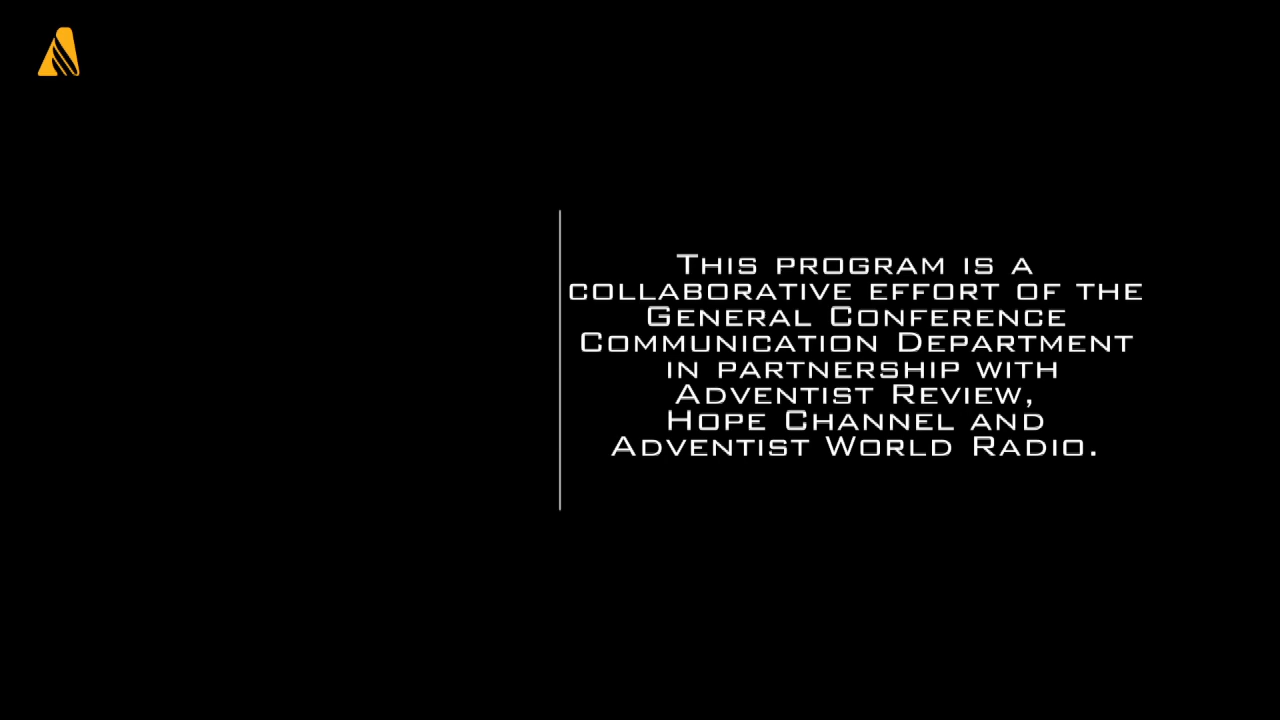 This program is a
collaborative effort of the
General Conference
Communication Department
in partnership with
Adventist Review,
Hope Channel and
Adventist World Radio.